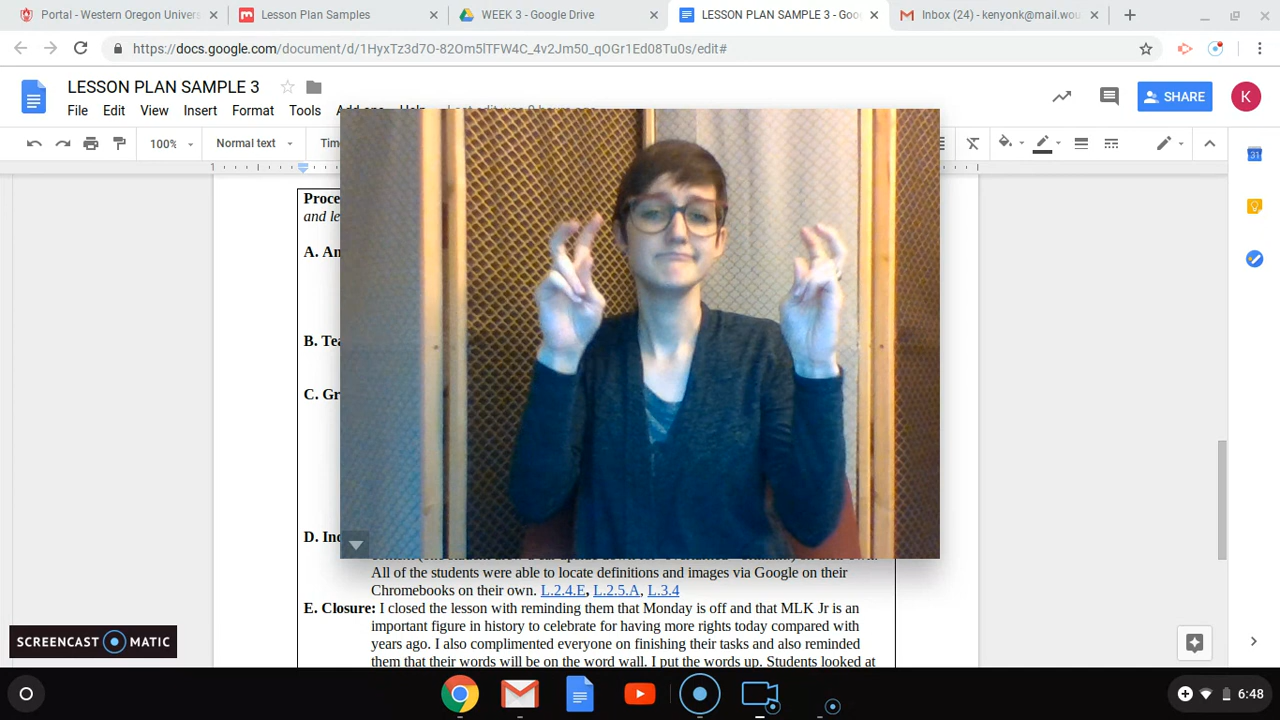 Portal - Western Oregon Univers
Lesson Plan Samples
WEEK 3 - Google Drive
LESSON PLAN SAMPLE 3 - Goo
Inbox (24) - kenyonk@mail.wou
https://docs.google.com/document/d/1HyxTz3d7O-82Om5lTFW4C_4v2Jm50_qOGr1Ed08Tu0s/edit#
LESSON PLAN SAMPLE 3
SHARE
K
File Edit View Insert Format Tools Add-ons Help
100% Normal text Tim
31
Proce
and le
A. An
B. Tea
C. Gr
D. Ind
All of the students were able to locate definitions and images via Google on their
Chromebooks on their own. L.2.4.E, L.2.5.A, L.3.4
E. Closure: I closed the lesson with reminding them that Monday is off and that MLK Jr is an
important figure in history to celebrate for having more rights today compared with
years ago. I also complimented everyone on finishing their tasks and also reminded
them that their words will be on the word wall. I put the words up. Students looked at
SCREENCAST MATIC
6:48